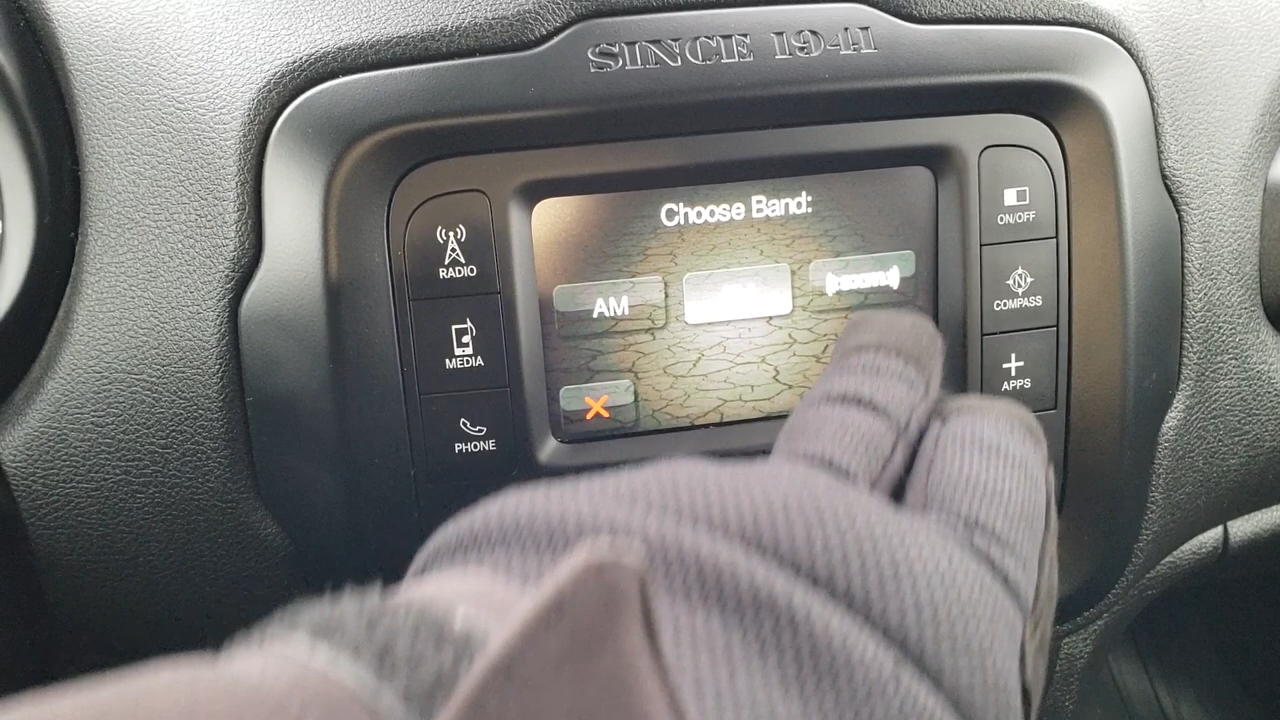 SINCE 1941
Choose Band:
AM
RADIO
MEDIA
PHONE
ON/OFF
N
COMPASS
APPS